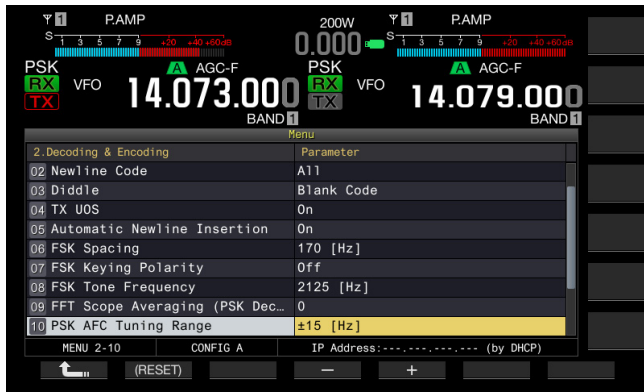 1 P.AMP 200W 1 P.AMP
S 1 3 5 7 9 +20 +40 +60dB 0.000 S 1 3 5 7 9 +20 +40 +60dB
PSK A AGC-F PSK A AGC-F
RX VFO 14.073.000 RX VFO 14.079.000
TX TX
BAND 1 BAND 1
Menu
2.Decoding & Encoding Parameter
02 Newline Code All
03 Diddle Blank Code
04 TX UOS On
05 Automatic Newline Insertion On
06 FSK Spacing 170 [Hz]
07 FSK Keying Polarity Off
08 FSK Tone Frequency 2125 [Hz]
09 FFT Scope Averaging (PSK Dec... 0
10 PSK AFC Tuning Range ±15 [Hz]
MENU 2-10 CONFIG A IP Address:---.---.---.--- (by DHCP)
(RESET) − +